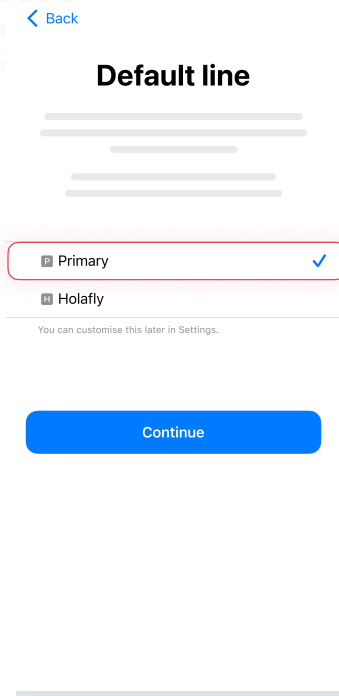 Back
Default line
P Primary
H Holafly
You can customise this later in Settings.
Continue